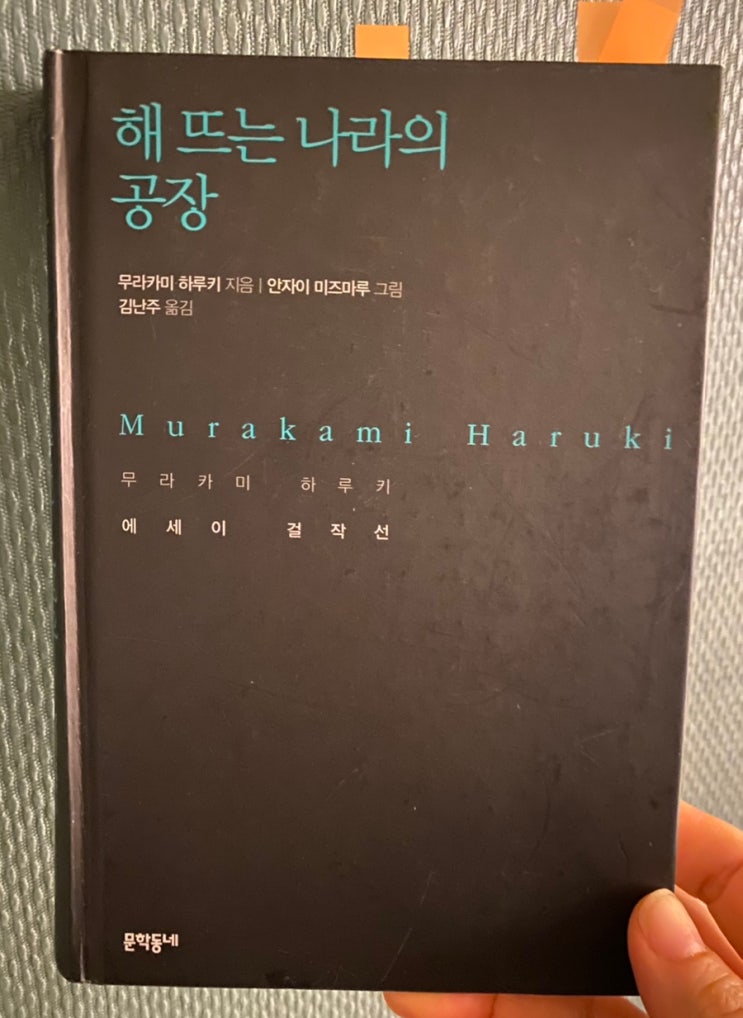 해 뜨는 나라의
공장
무라카미 하루키 지음 | 안자이 미즈마루 그림
김난주 옮김
Murakami Haruki
무라카미 하루키
에세이 걸작선
문학동네